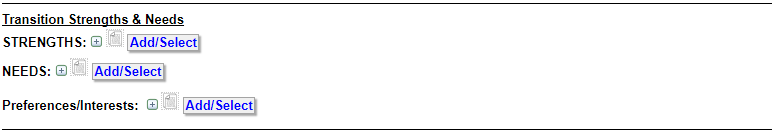 Transition Strengths & Needs
STRENGTHS: Add/Select
NEEDS: Add/Select
Preferences/Interests: Add/Select